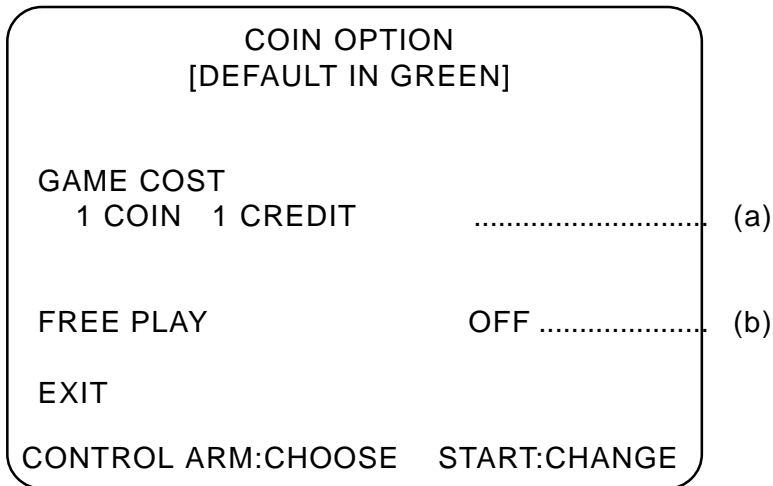 COIN OPTION
[DEFAULT IN GREEN]
GAME COST
1 COIN 1 CREDIT ............................. (a)
FREE PLAY OFF ..................... (b)
EXIT
CONTROL ARM:CHOOSE START:CHANGE